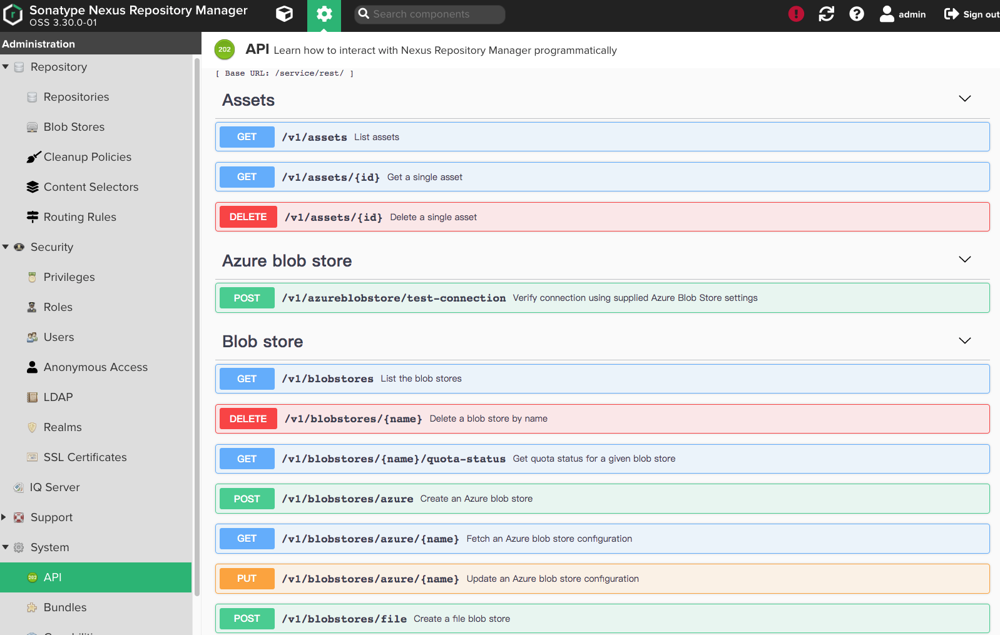 Sonatype Nexus Repository Manager
OSS 3.30.0-01
Search components
admin
Sign out
Administration
Repository
Repositories
Blob Stores
Cleanup Policies
Content Selectors
Routing Rules
Security
Privileges
Roles
Users
Anonymous Access
LDAP
Realms
SSL Certificates
IQ Server
Support
System
202 API
Bundles
202 API Learn how to interact with Nexus Repository Manager programmatically
[ Base URL: /service/rest/ ]
Assets
GET /v1/assets List assets
GET /v1/assets/{id} Get a single asset
DELETE /v1/assets/{id} Delete a single asset
Azure blob store
POST /v1/azureblobstore/test-connection Verify connection using supplied Azure Blob Store settings
Blob store
GET /v1/blobstores List the blob stores
DELETE /v1/blobstores/{name} Delete a blob store by name
GET /v1/blobstores/{name}/quota-status Get quota status for a given blob store
POST /v1/blobstores/azure Create an Azure blob store
GET /v1/blobstores/azure/{name} Fetch an Azure blob store configuration
PUT /v1/blobstores/azure/{name} Update an Azure blob store configuration
POST /v1/blobstores/file Create a file blob store